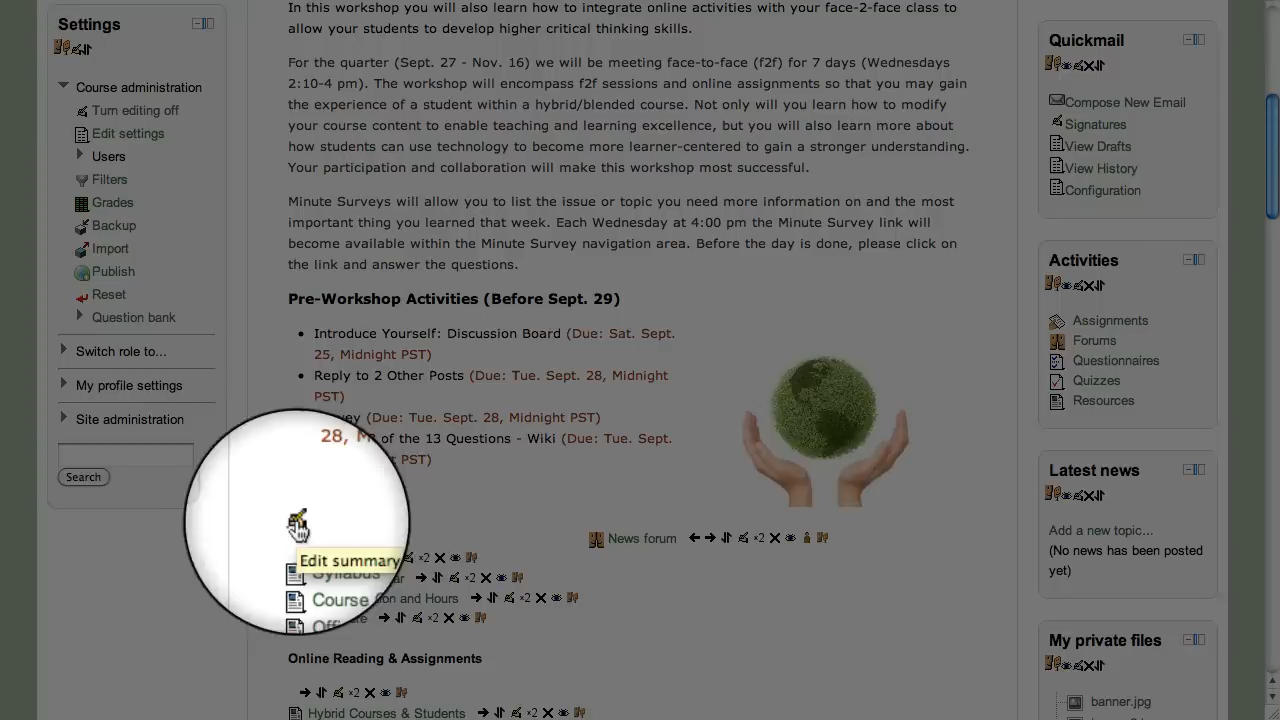 Settings
Course administration
Turn editing off
Edit settings
Users
Filters
Grades
Backup
Import
Publish
Reset
Question bank
Switch role to...
My profile settings
Site administration
Search
In this workshop you will also learn how to integrate online activities with your face-2-face class to
allow your students to develop higher critical thinking skills.
For the quarter (Sept. 27 - Nov. 16) we will be meeting face-to-face (f2f) for 7 days (Wednesdays
2:10-4 pm). The workshop will encompass f2f sessions and online assignments so that you may gain
the experience of a student within a hybrid/blended course. Not only will you learn how to modify
your course content to enable teaching and learning excellence, but you will also learn more about
how students can use technology to become more learner-centered to gain a stronger understanding.
Your participation and collaboration will make this workshop most successful.
Minute Surveys will allow you to list the issue or topic you need more information on and the most
important thing you learned that week. Each Wednesday at 4:00 pm the Minute Survey link will
become available within the Minute Survey navigation area. Before the day is done, please click on
the link and answer the questions.
Pre-Workshop Activities (Before Sept. 29)
Introduce Yourself: Discussion Board (Due: Sat. Sept.
25, Midnight PST)
Reply to 2 Other Posts (Due: Tue. Sept. 28, Midnight
PST)
(Due: Tue. Sept. 28, Midnight PST)
of the 13 Questions - Wiki (Due: Tue. Sept.
28,
PST)
News forum ×2
Edit summary
×2
Syllabus ×2
Course on and Hours ×2
×2
Online Reading & Assignments
×2
Hybrid Courses & Students ×2
Quickmail
Compose New Email
Signatures
View Drafts
View History
Configuration
Activities
Assignments
Forums
Questionnaires
Quizzes
Resources
Latest news
Add a new topic...
(No news has been posted
yet)
My private files
banner.jpg